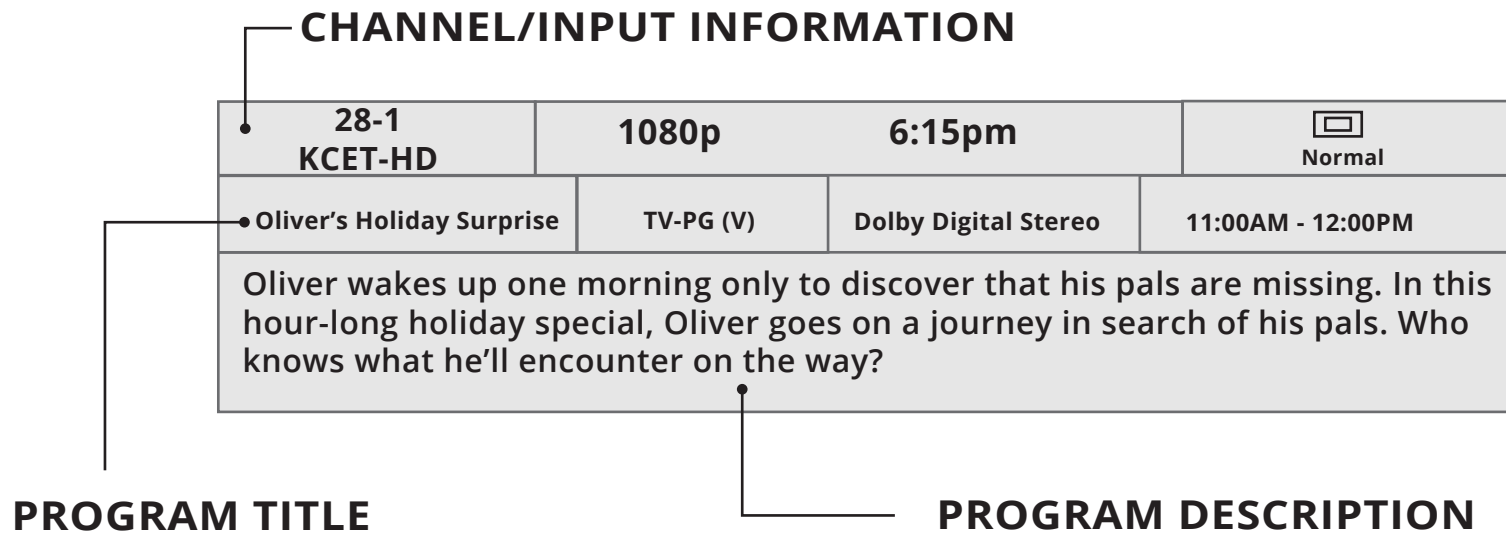 CHANNEL/INPUT INFORMATION
28-1
KCET-HD
1080p
6:15pm
Normal
Oliver’s Holiday Surprise
TV-PG (V)
Dolby Digital Stereo
11:00AM - 12:00PM
Oliver wakes up one morning only to discover that his pals are missing. In this
hour-long holiday special, Oliver goes on a journey in search of his pals. Who
knows what he’ll encounter on the way?
PROGRAM TITLE
PROGRAM DESCRIPTION